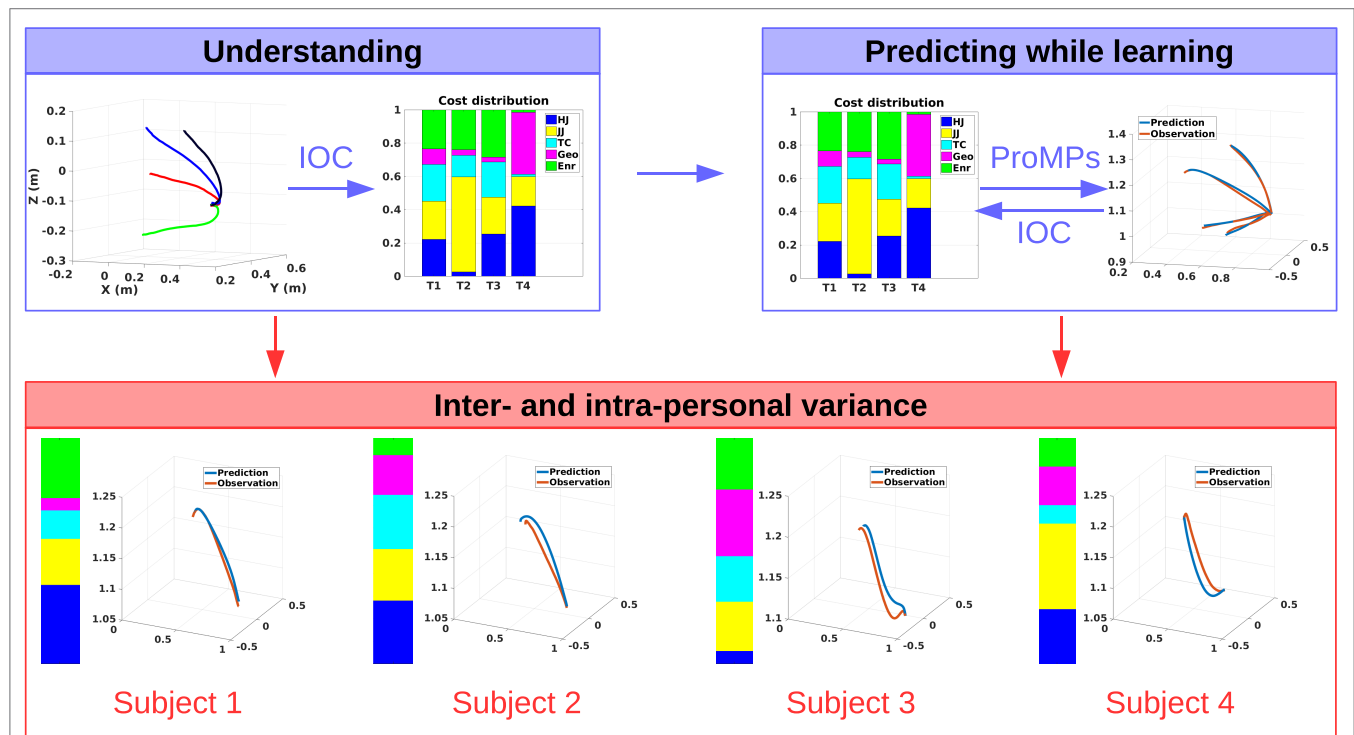 Understanding
Predicting while learning
0.2
0.1
0
-0.1
-0.2
-0.3
Z (m)
-0.2
0
0.2
0.4
X (m)
0.2
0.4
0.6
Y (m)
IOC
Cost distribution
1
0.8
0.6
0.4
0.2
0
HJ
JJ
TC
Geo
Enr
T1 T2 T3 T4
Cost distribution
1
0.8
0.6
0.4
0.2
0
HJ
JJ
TC
Geo
Enr
T1 T2 T3 T4
ProMPs
IOC
Prediction
Observation
1.4
1.3
1.2
1.1
1
0.9
0.2 0.4 0.6 0.8
-0.5
0
0.5
Inter- and intra-personal variance
Prediction
Observation
1.25
1.2
1.15
1.1
1.05
0
0.5
1
-0.5
0
0.5
Subject 1
Prediction
Observation
1.25
1.2
1.15
1.1
1.05
0
0.5
1
-0.5
0
0.5
Subject 2
Prediction
Observation
1.25
1.2
1.15
1.1
0
0.5
1
-0.5
0
0.5
Subject 3
Prediction
Observation
1.25
1.2
1.15
1.1
1.05
0
0.5
1
-0.5
0
0.5
Subject 4